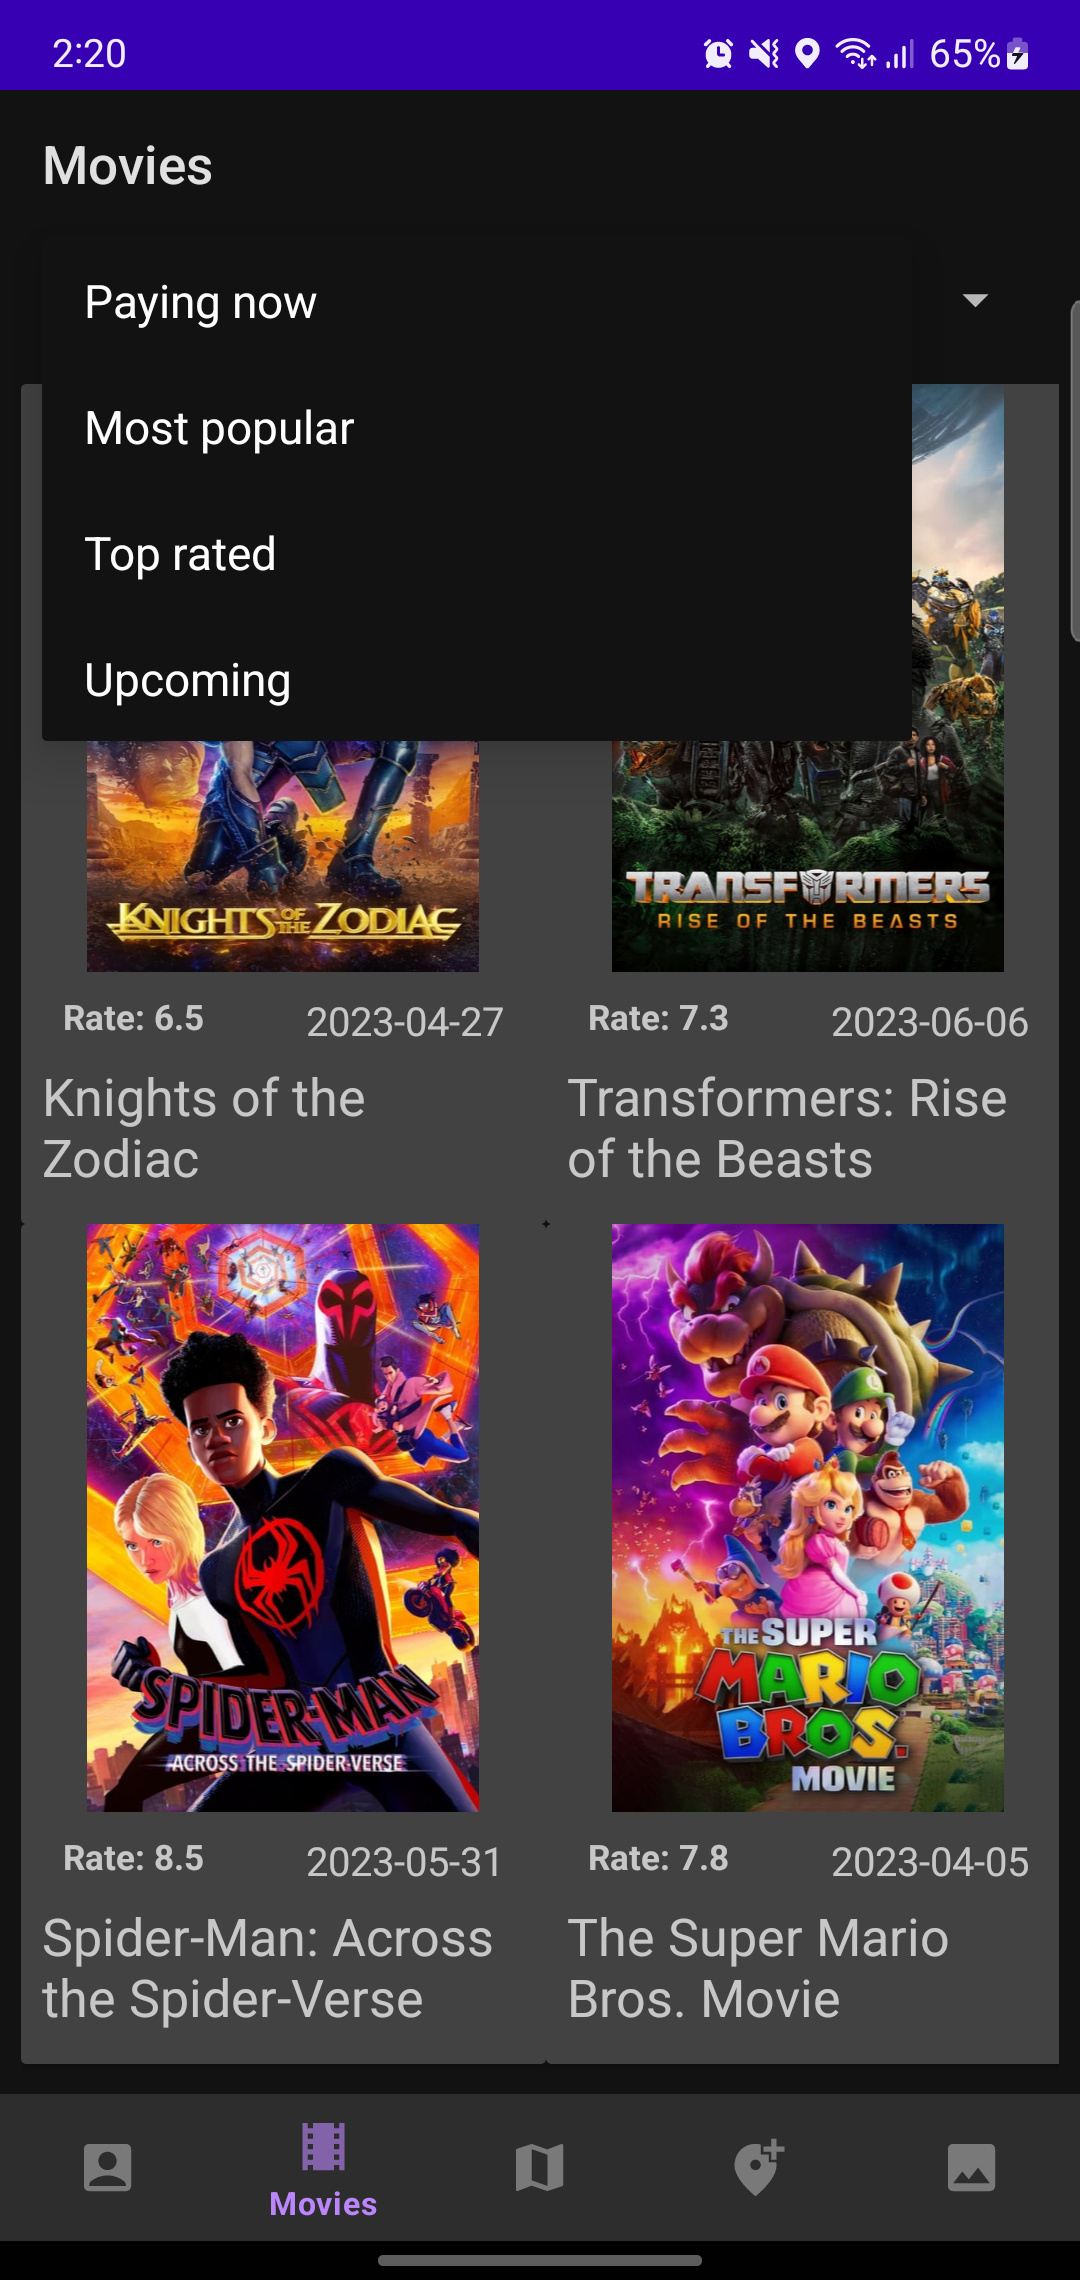 2:20
65%
Movies
Paying now
Most popular
Top rated
Upcoming
KNIGHTS OF THE ZODIAC
TRANSFORMERS
RISE OF THE BEASTS
Rate: 6.5
2023-04-27
Rate: 7.3
2023-06-06
Knights of the
Zodiac
Transformers: Rise
of the Beasts
SPIDER-MAN
ACROSS THE SPIDER-VERSE
THE SUPER
MARIO
BROS.
MOVIE
Rate: 8.5
2023-05-31
Rate: 7.8
2023-04-05
Spider-Man: Across
the Spider-Verse
The Super Mario
Bros. Movie
Movies